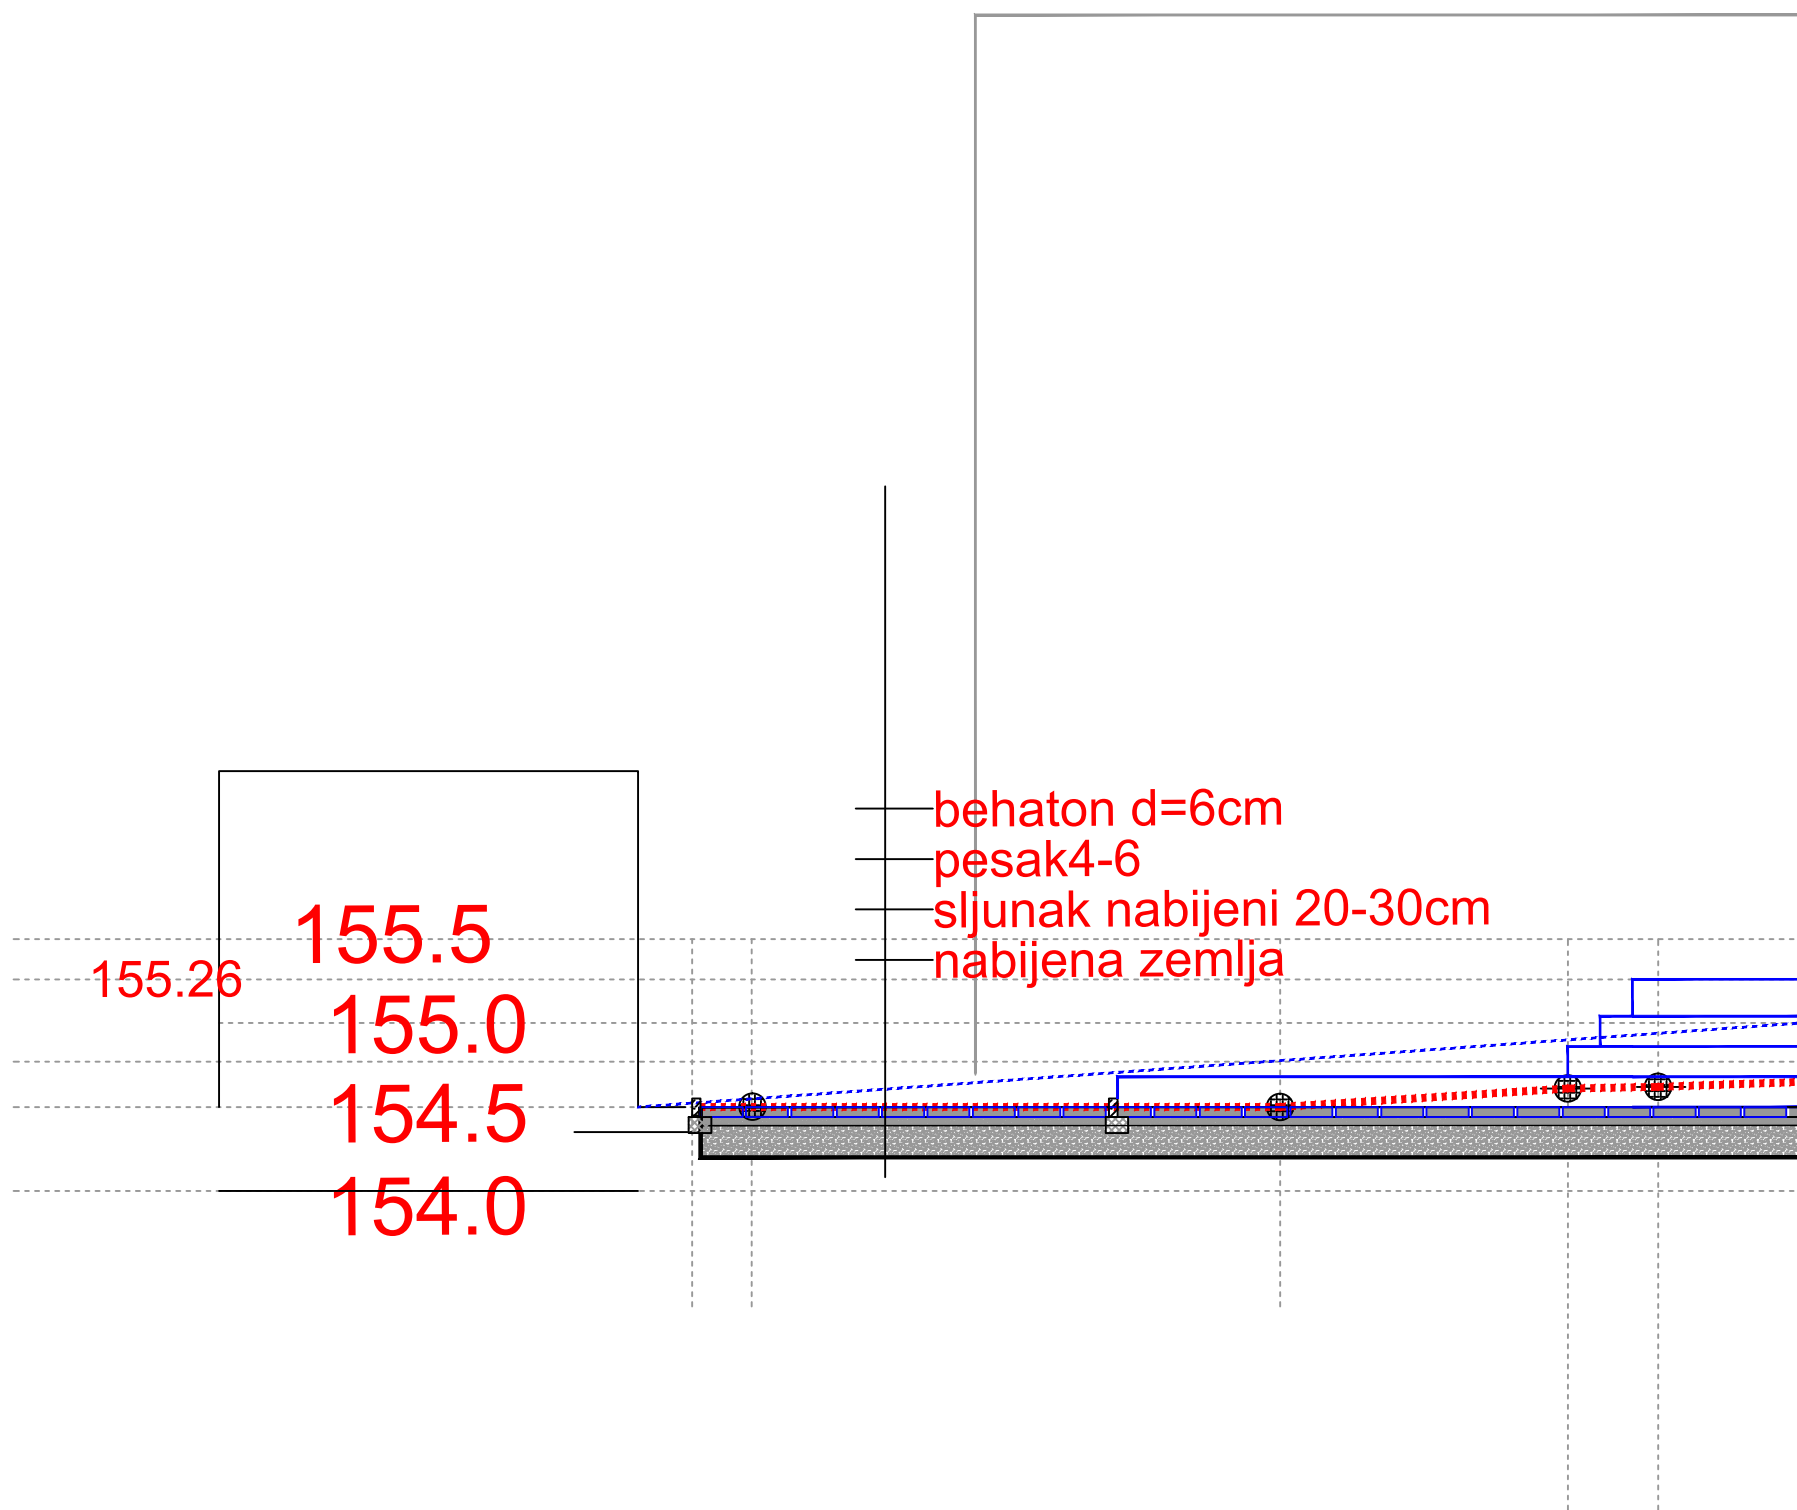 behaton d=6cm
pesak4-6
sljunak nabijeni 20-30cm
nabijena zemlja
155.5
155.26
155.0
154.5
154.0